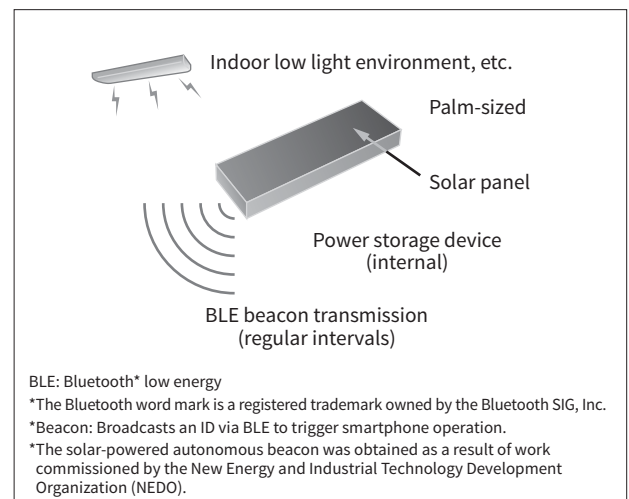 Indoor low light environment, etc.
Palm-sized
Solar panel
Power storage device
(internal)
BLE beacon transmission
(regular intervals)
BLE: Bluetooth* low energy
*The Bluetooth word mark is a registered trademark owned by the Bluetooth SIG, Inc.
*Beacon: Broadcasts an ID via BLE to trigger smartphone operation.
*The solar-powered autonomous beacon was obtained as a result of work
commissioned by the New Energy and Industrial Technology Development
Organization (NEDO).